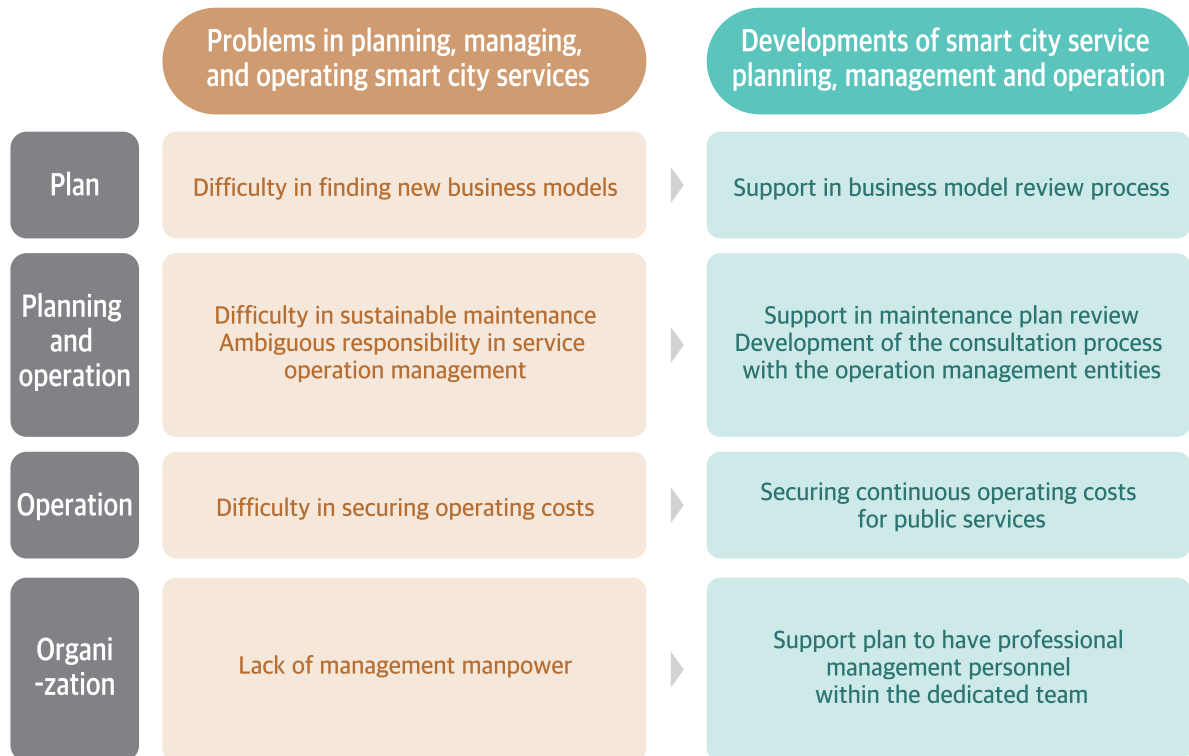 Problems in planning, managing,
and operating smart city services
Developments of smart city service
planning, management and operation
Plan
Difficulty in finding new business models
Support in business model review process
Planning
and
operation
Difficulty in sustainable maintenance
Ambiguous responsibility in service
operation management
Support in maintenance plan review
Development of the consultation process
with the operation management entities
Operation
Difficulty in securing operating costs
Securing continuous operating costs
for public services
Organi
-zation
Lack of management manpower
Support plan to have professional
management personnel
within the dedicated team